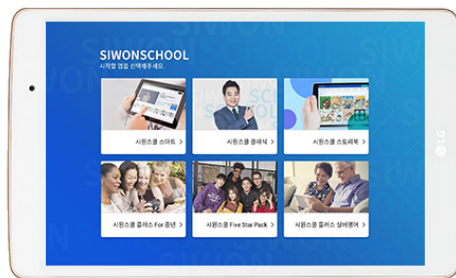 SIWONSCHOOL
시작할 앱을 선택해주세요.
시원스쿨 스마트 >
시원스쿨 클래식 >
시원스쿨 스토리북 >
시원스쿨 플러스 For 중년 >
시원스쿨 Five Star Pack >
시원스쿨 플러스 실버영어 >
LG